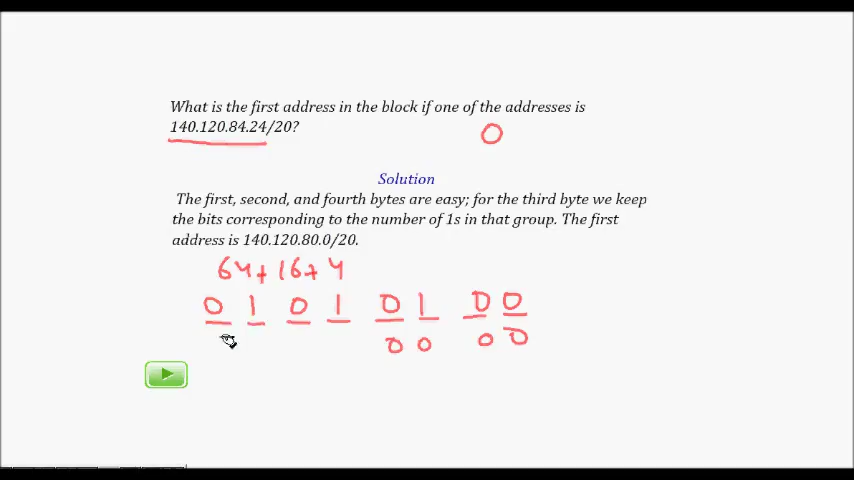 What is the first address in the block if one of the addresses is
140.120.84.24/20?
0
Solution
The first, second, and fourth bytes are easy; for the third byte we keep
the bits corresponding to the number of 1s in that group. The first
address is 140.120.80.0/20.
64+16+4
0 1 0 1 0 1 0 0
0 0 0 0